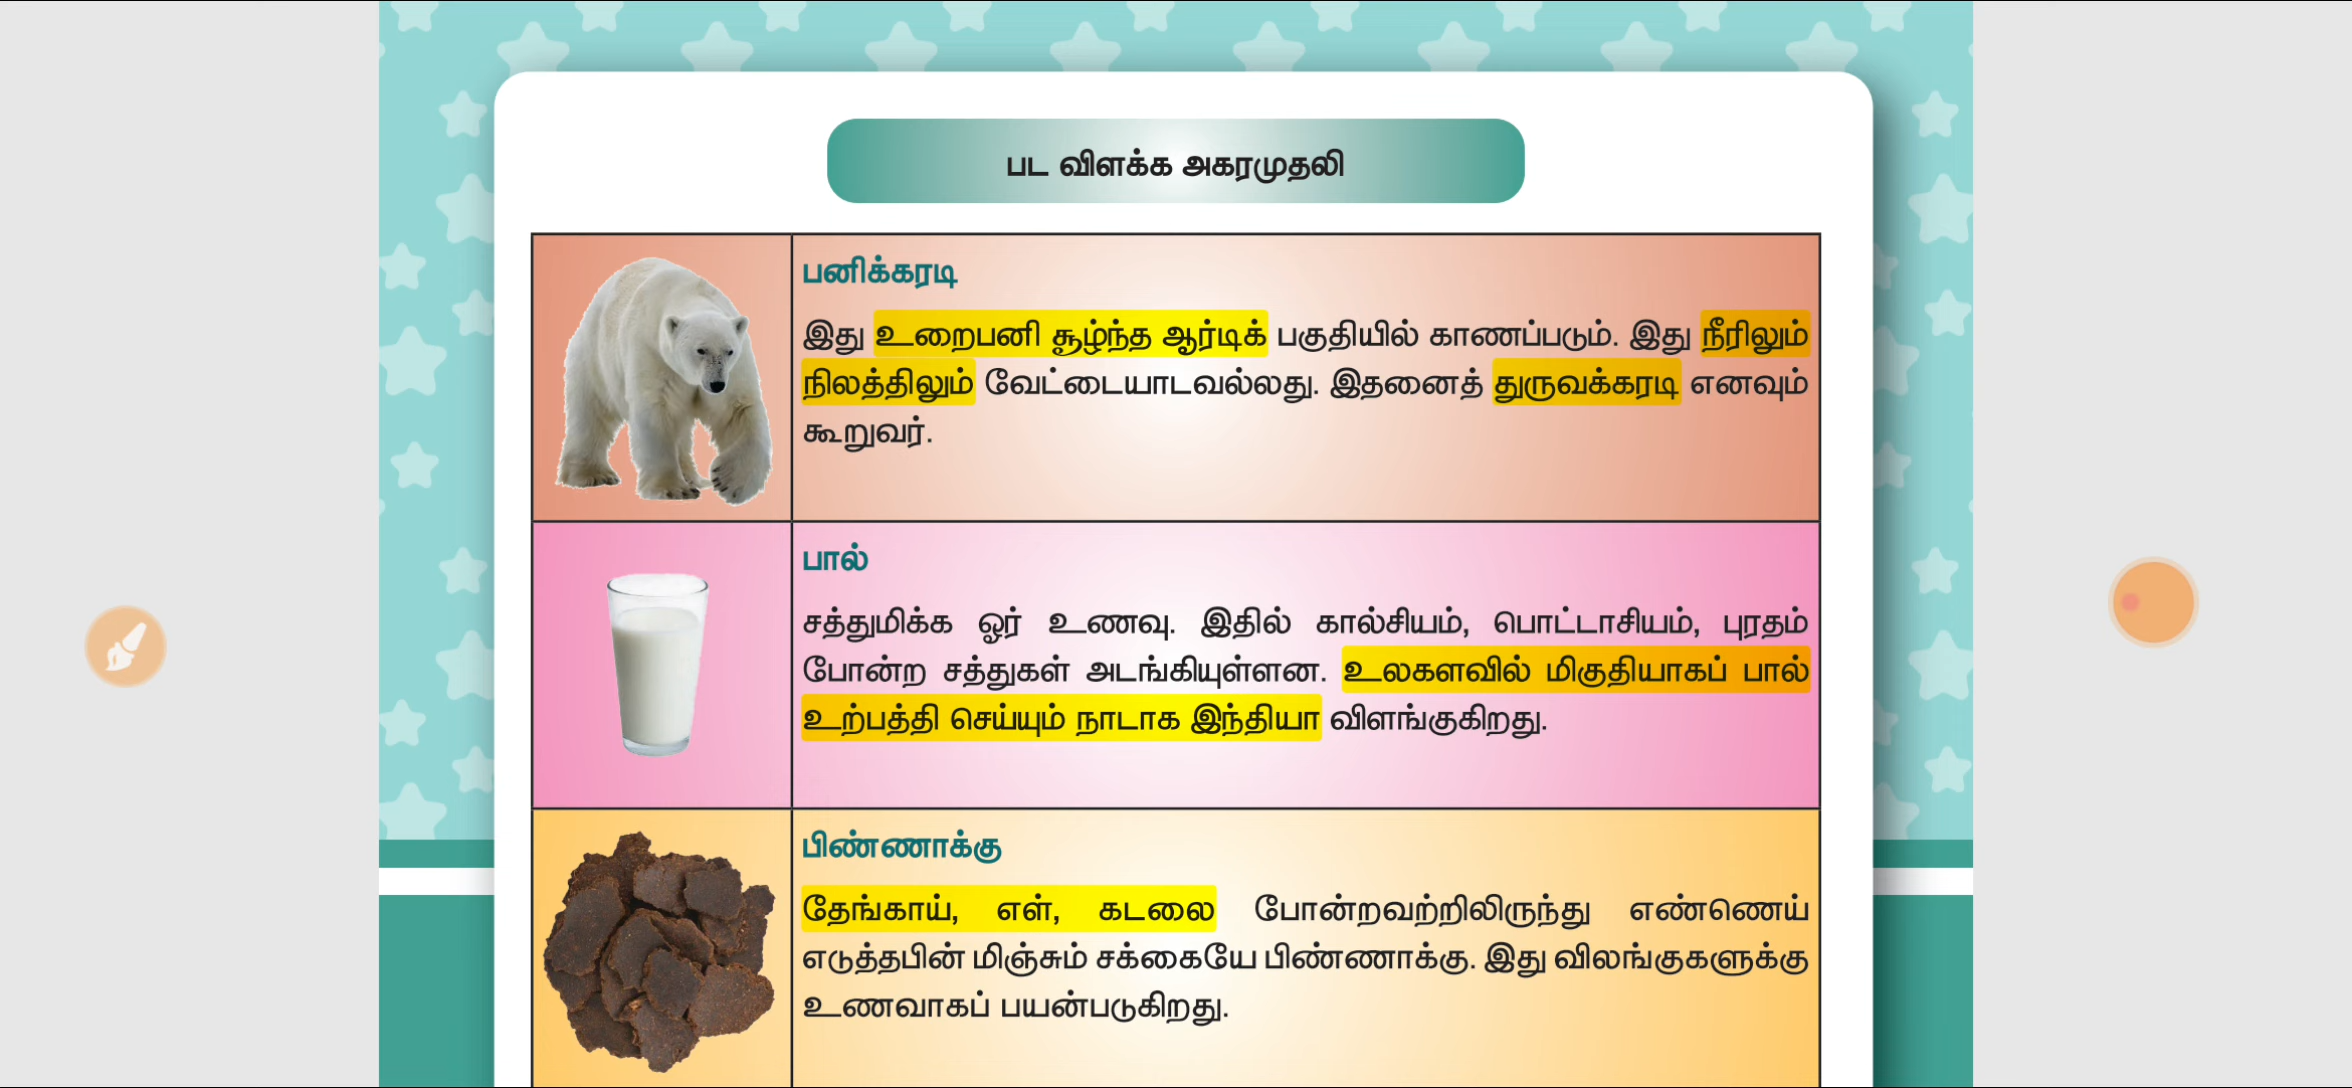 பட விளக்க அகரமுதலி
பனிக்கரடி
இது உறைபனி சூழ்ந்த ஆர்டிக் பகுதியில் காணப்படும். இது நீரிலும்
நிலத்திலும் வேட்டையாடவல்லது. இதனைத் துருவக்கரடி எனவும்
கூறுவர்.
பால்
சத்துமிக்க ஓர் உணவு. இதில் கால்சியம், பொட்டாசியம், புரதம்
போன்ற சத்துகள் அடங்கியுள்ளன. உலகளவில் மிகுதியாகப் பால்
உற்பத்தி செய்யும் நாடாக இந்தியா விளங்குகிறது.
பிண்ணாக்கு
தேங்காய், எள், கடலை போன்றவற்றிலிருந்து எண்ணெய்
எடுத்தபின் மிஞ்சும் சக்கையே பிண்ணாக்கு. இது விலங்குகளுக்கு
உணவாகப் பயன்படுகிறது.